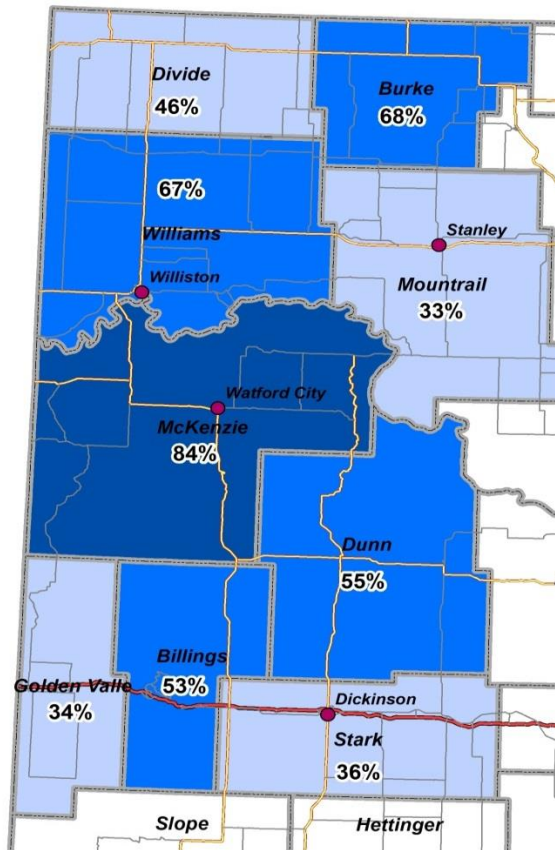 Divide
46%
Burke
68%
67%
Williams
Williston
Stanley
Mountrail
33%
Watford City
McKenzie
84%
Dunn
55%
Billings
53%
Golden Valle
34%
Dickinson
Stark
36%
Slope
Hettinger